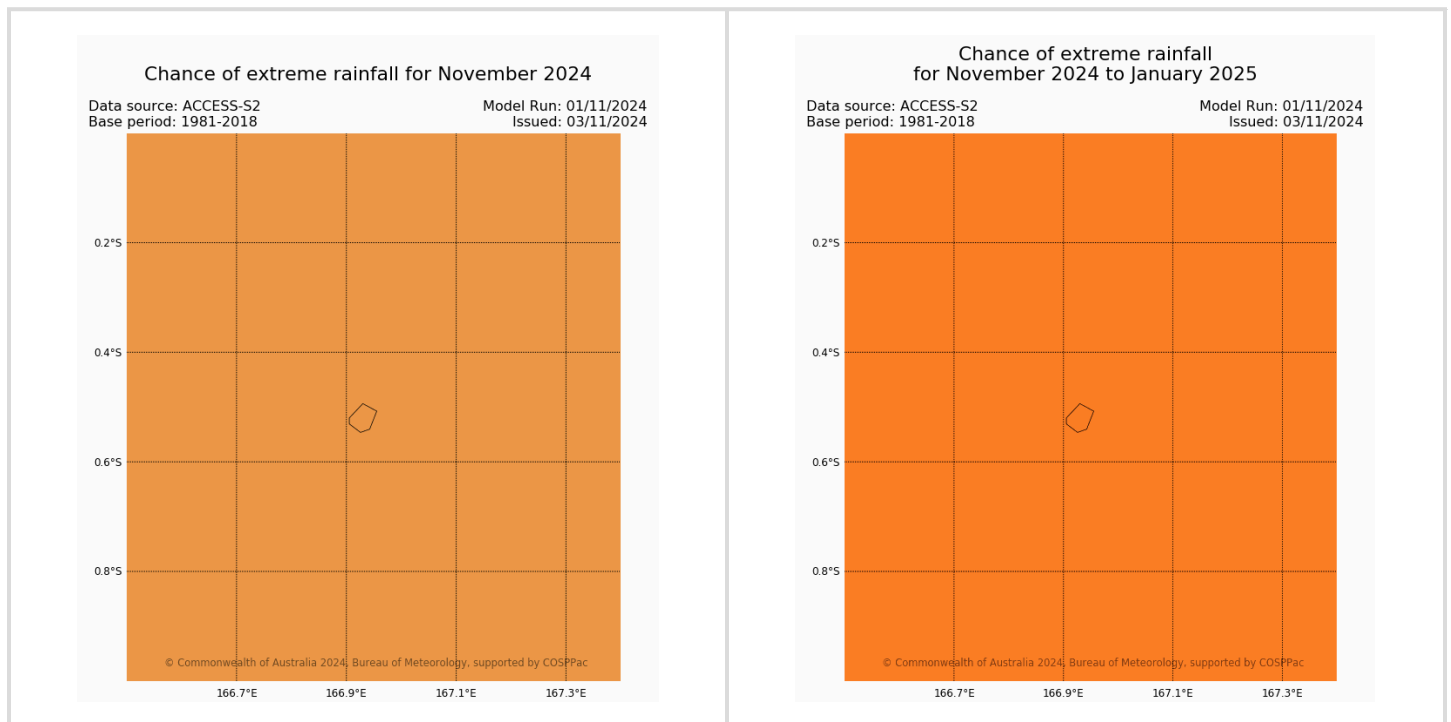 Chance of extreme rainfall for November 2024
Data source: ACCESS-S2
Base period: 1981-2018
Model Run: 01/11/2024
Issued: 03/11/2024
0.2°S
0.4°S
0.6°S
0.8°S
© Commonwealth of Australia 2024, Bureau of Meteorology, supported by COSPPac
166.7°E 166.9°E 167.1°E 167.3°E
Chance of extreme rainfall
for November 2024 to January 2025
Data source: ACCESS-S2
Base period: 1981-2018
Model Run: 01/11/2024
Issued: 03/11/2024
0.2°S
0.4°S
0.6°S
0.8°S
© Commonwealth of Australia 2024, Bureau of Meteorology, supported by COSPPac
166.7°E 166.9°E 167.1°E 167.3°E